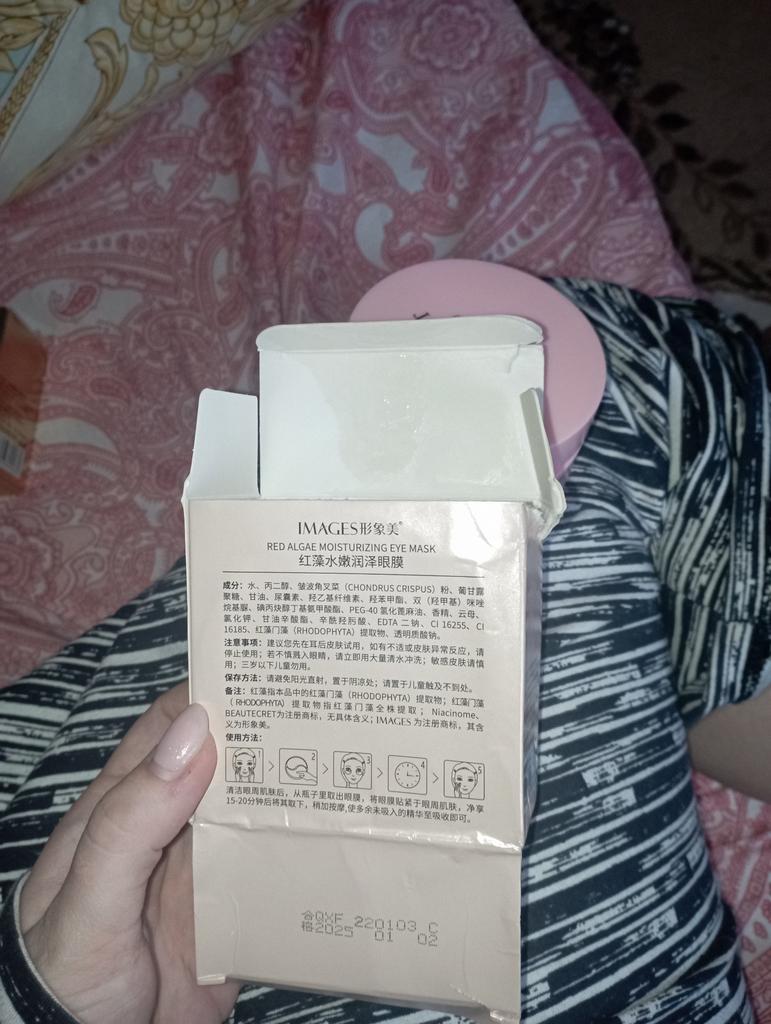 IMAGES形象美®
RED ALGAE MOISTURIZING EYE MASK
红藻水嫩润泽眼膜
成分：水、丙二醇、皱波角叉菜（CHONDRUS CRISPUS）粉、葡甘露
聚糖、甘油、尿囊素、羟乙基纤维素、羟苯甲酯、双（羟甲基）咪唑
烷基脲、碘丙炔醇丁基氨甲酸酯、PEG-40 氢化蓖麻油、香精、云母、
氯化钾、甘油辛酸酯、辛酰羟肟酸、EDTA 二钠、CI 16255、CI
16185、红藻门藻（RHODOPHYTA）提取物、透明质酸钠。
注意事项：建议您先在耳后皮肤试用，如有不适或皮肤异常反应，请
停止使用；若不慎溅入眼睛，请立即用大量清水冲洗；敏感皮肤请慎
用；三岁以下儿童勿用。
保存方法：请避免阳光直射，置于阴凉处；请置于儿童触及不到处。
备注：红藻指本品中的红藻门藻（RHODOPHYTA）提取物；红藻门藻
（RHODOPHYTA）提取物指红藻门藻全株提取；Niacinome、
BEAUTECRET为注册商标，无具体含义；IMAGES 为注册商标，其含
义为形象美。
使用方法：
1 2 3 4 5
清洁眼周肌肤后，从瓶子里取出眼膜，将眼膜贴紧于眼周肌肤，净享
15-20分钟后将其取下，稍加按摩,使多余未吸入的精华至吸收即可。
合QXF 220103 C
格2025 01 02